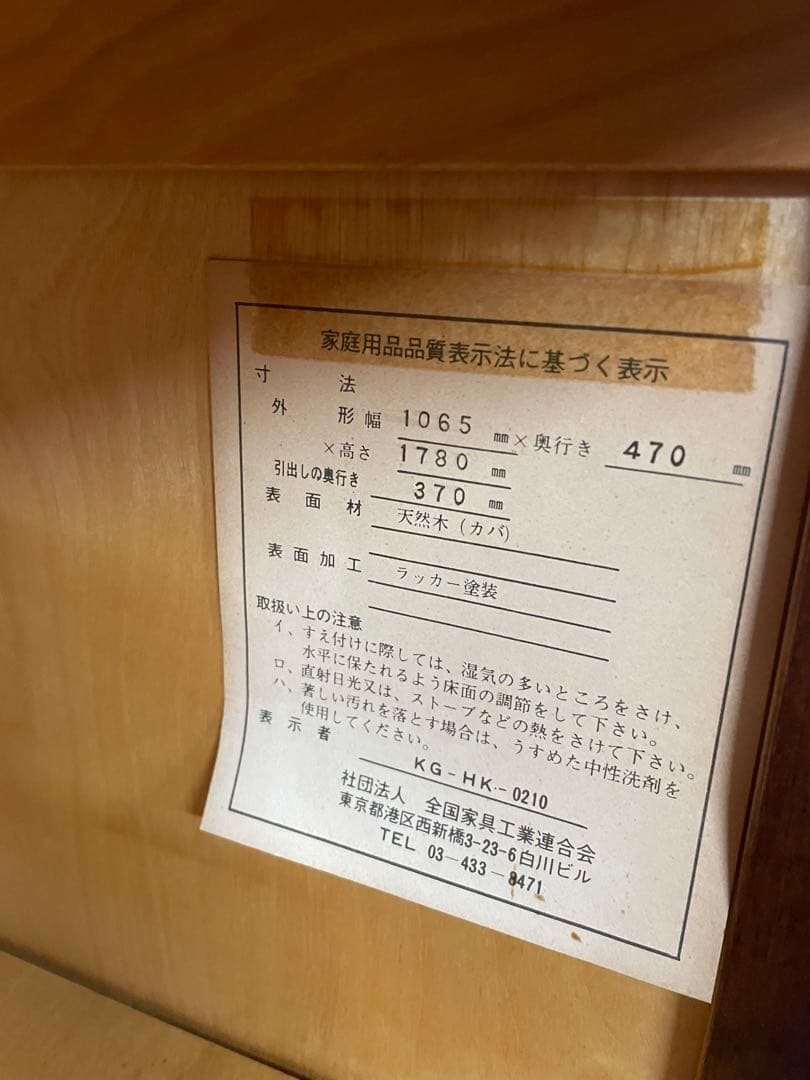 家庭用品品質表示法に基づく表示
寸法
外形幅 1065 ㎜×奥行き 470 ㎜
×高さ 1780 ㎜
引出しの奥行き 370 ㎜
表面材 天然木（カバ）
表面加工 ラッカー塗装
取扱い上の注意
イ、すえ付けに際しては、湿気の多いところをさけ、
水平に保たれるよう床面の調節をして下さい。
ロ、直射日光又は、ストーブなどの熱をさけて下さい。
ハ、著しい汚れを落とす場合は、うすめた中性洗剤を
使用してください。
表示者
KG-HK-0210
社団法人 全国家具工業連合会
東京都港区西新橋3-23-6白川ビル
TEL 03-433-8471